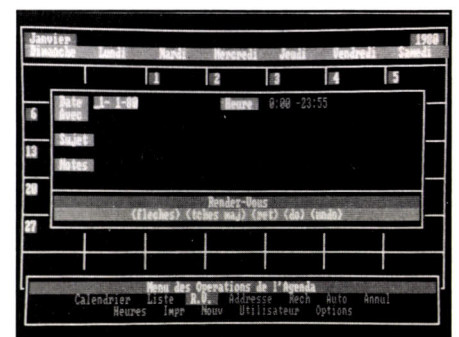 Janvier 1980
Dimanche Lundi Mardi Mercredi Jeudi Vendredi Samedi
1 2 3 4 5
Date 1- 1-80 Heure 0:00 -23:55
6 Avec
Sujet
13
Notes
20
Rendez-Vous
(fleches) (tches maj) (ret) (do) (undo)
27
Menu des Operations de l'Agenda
Calendrier Liste R.V. Addresse Rech Auto Annul
Heures Impr Nouv Utilisateur Options